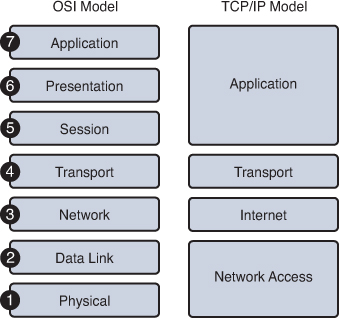 OSI Model
TCP/IP Model
7 Application
6 Presentation
5 Session
4 Transport
3 Network
2 Data Link
1 Physical
Application
Transport
Internet
Network Access